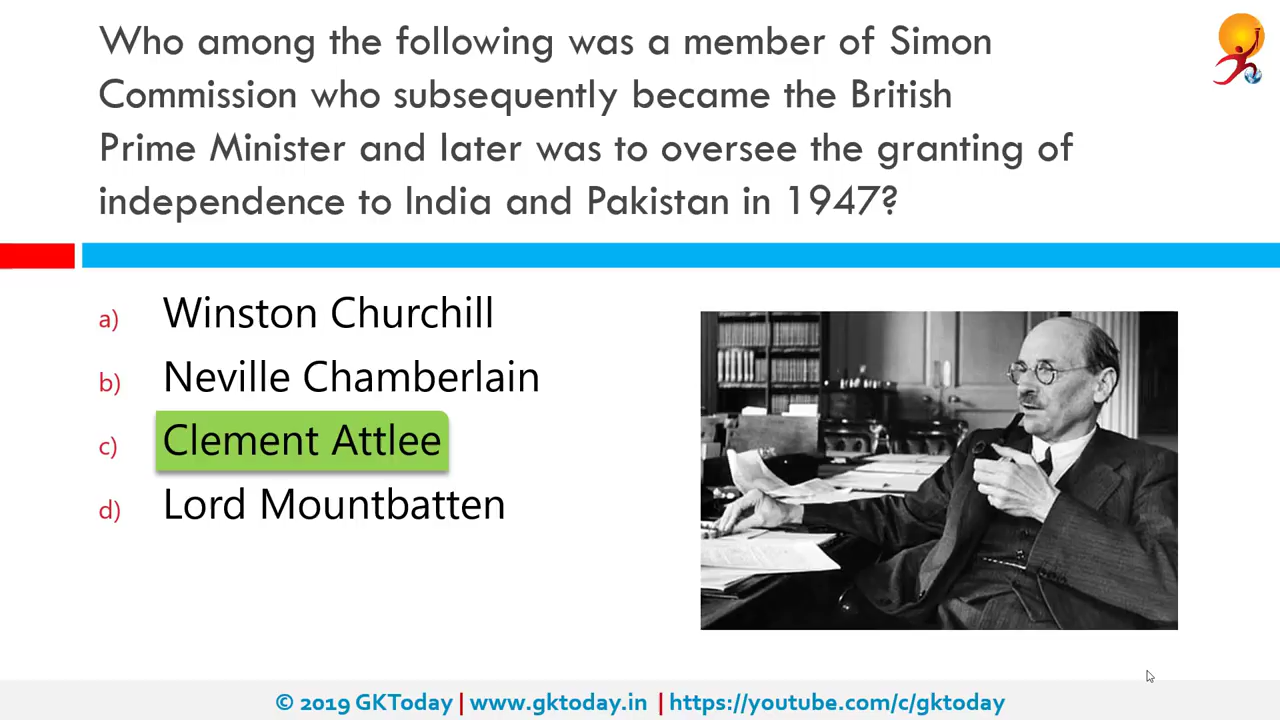 Who among the following was a member of Simon
Commission who subsequently became the British
Prime Minister and later was to oversee the granting of
independence to India and Pakistan in 1947?
a) Winston Churchill
b) Neville Chamberlain
c) Clement Attlee
d) Lord Mountbatten
© 2019 GKToday | www.gktoday.in | https://youtube.com/c/gktoday